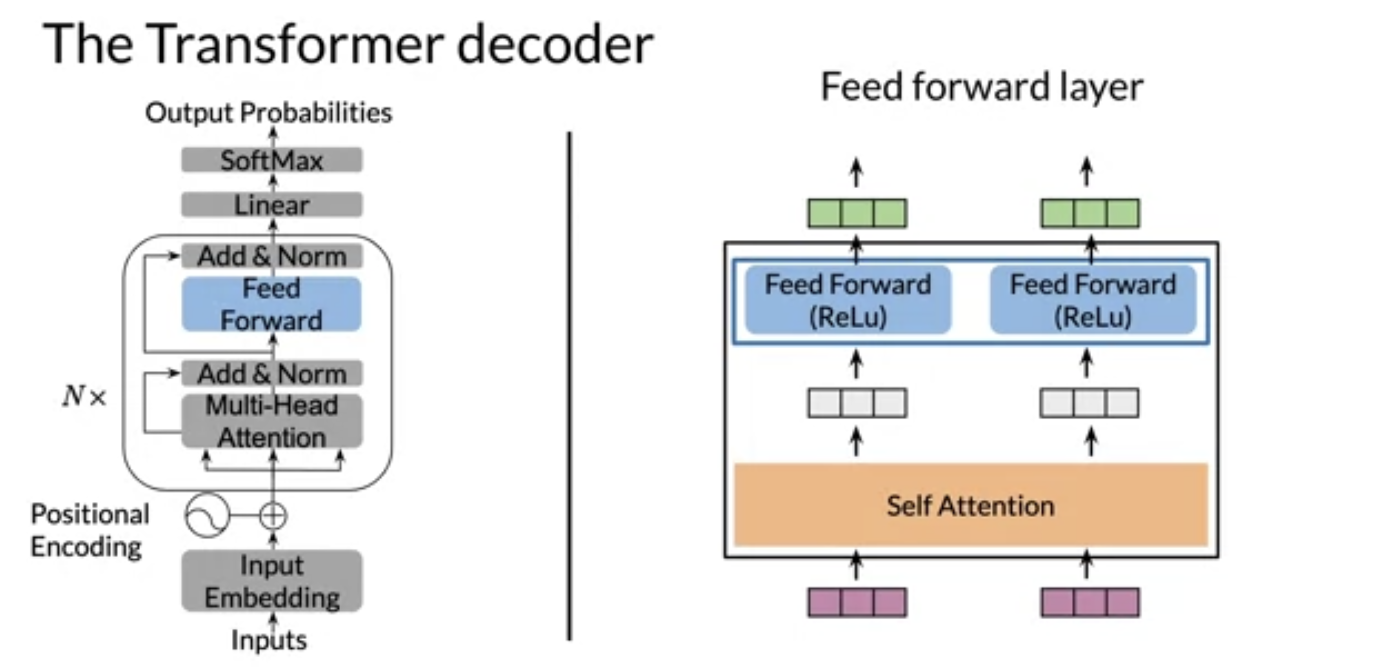 The Transformer decoder
Output Probabilities
SoftMax
Linear
Add & Norm
Feed
Forward
Add & Norm
Multi-Head
Attention
N×
Positional
Encoding
Input
Embedding
Inputs
Feed forward layer
Feed Forward
(ReLu)
Feed Forward
(ReLu)
Self Attention